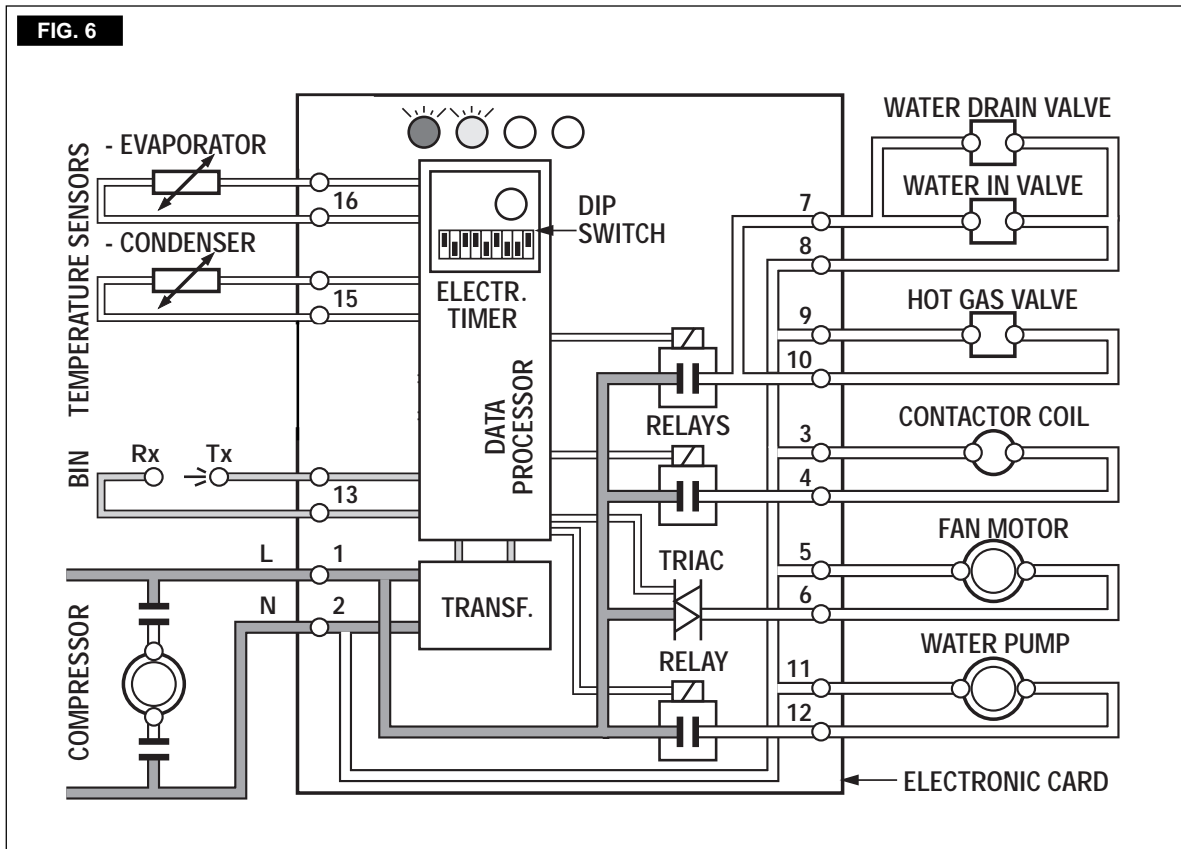 FIG. 6
TEMPERATURE SENSORS
- EVAPORATOR
16
- CONDENSER
15
BIN
Rx
Tx
13
L
1
N
2
COMPRESSOR
DIP
SWITCH
ELECTR.
TIMER
DATA
PROCESSOR
TRANSF.
RELAYS
TRIAC
RELAY
WATER DRAIN VALVE
WATER IN VALVE
7
8
HOT GAS VALVE
9
10
CONTACTOR COIL
3
4
FAN MOTOR
5
6
WATER PUMP
11
12
ELECTRONIC CARD